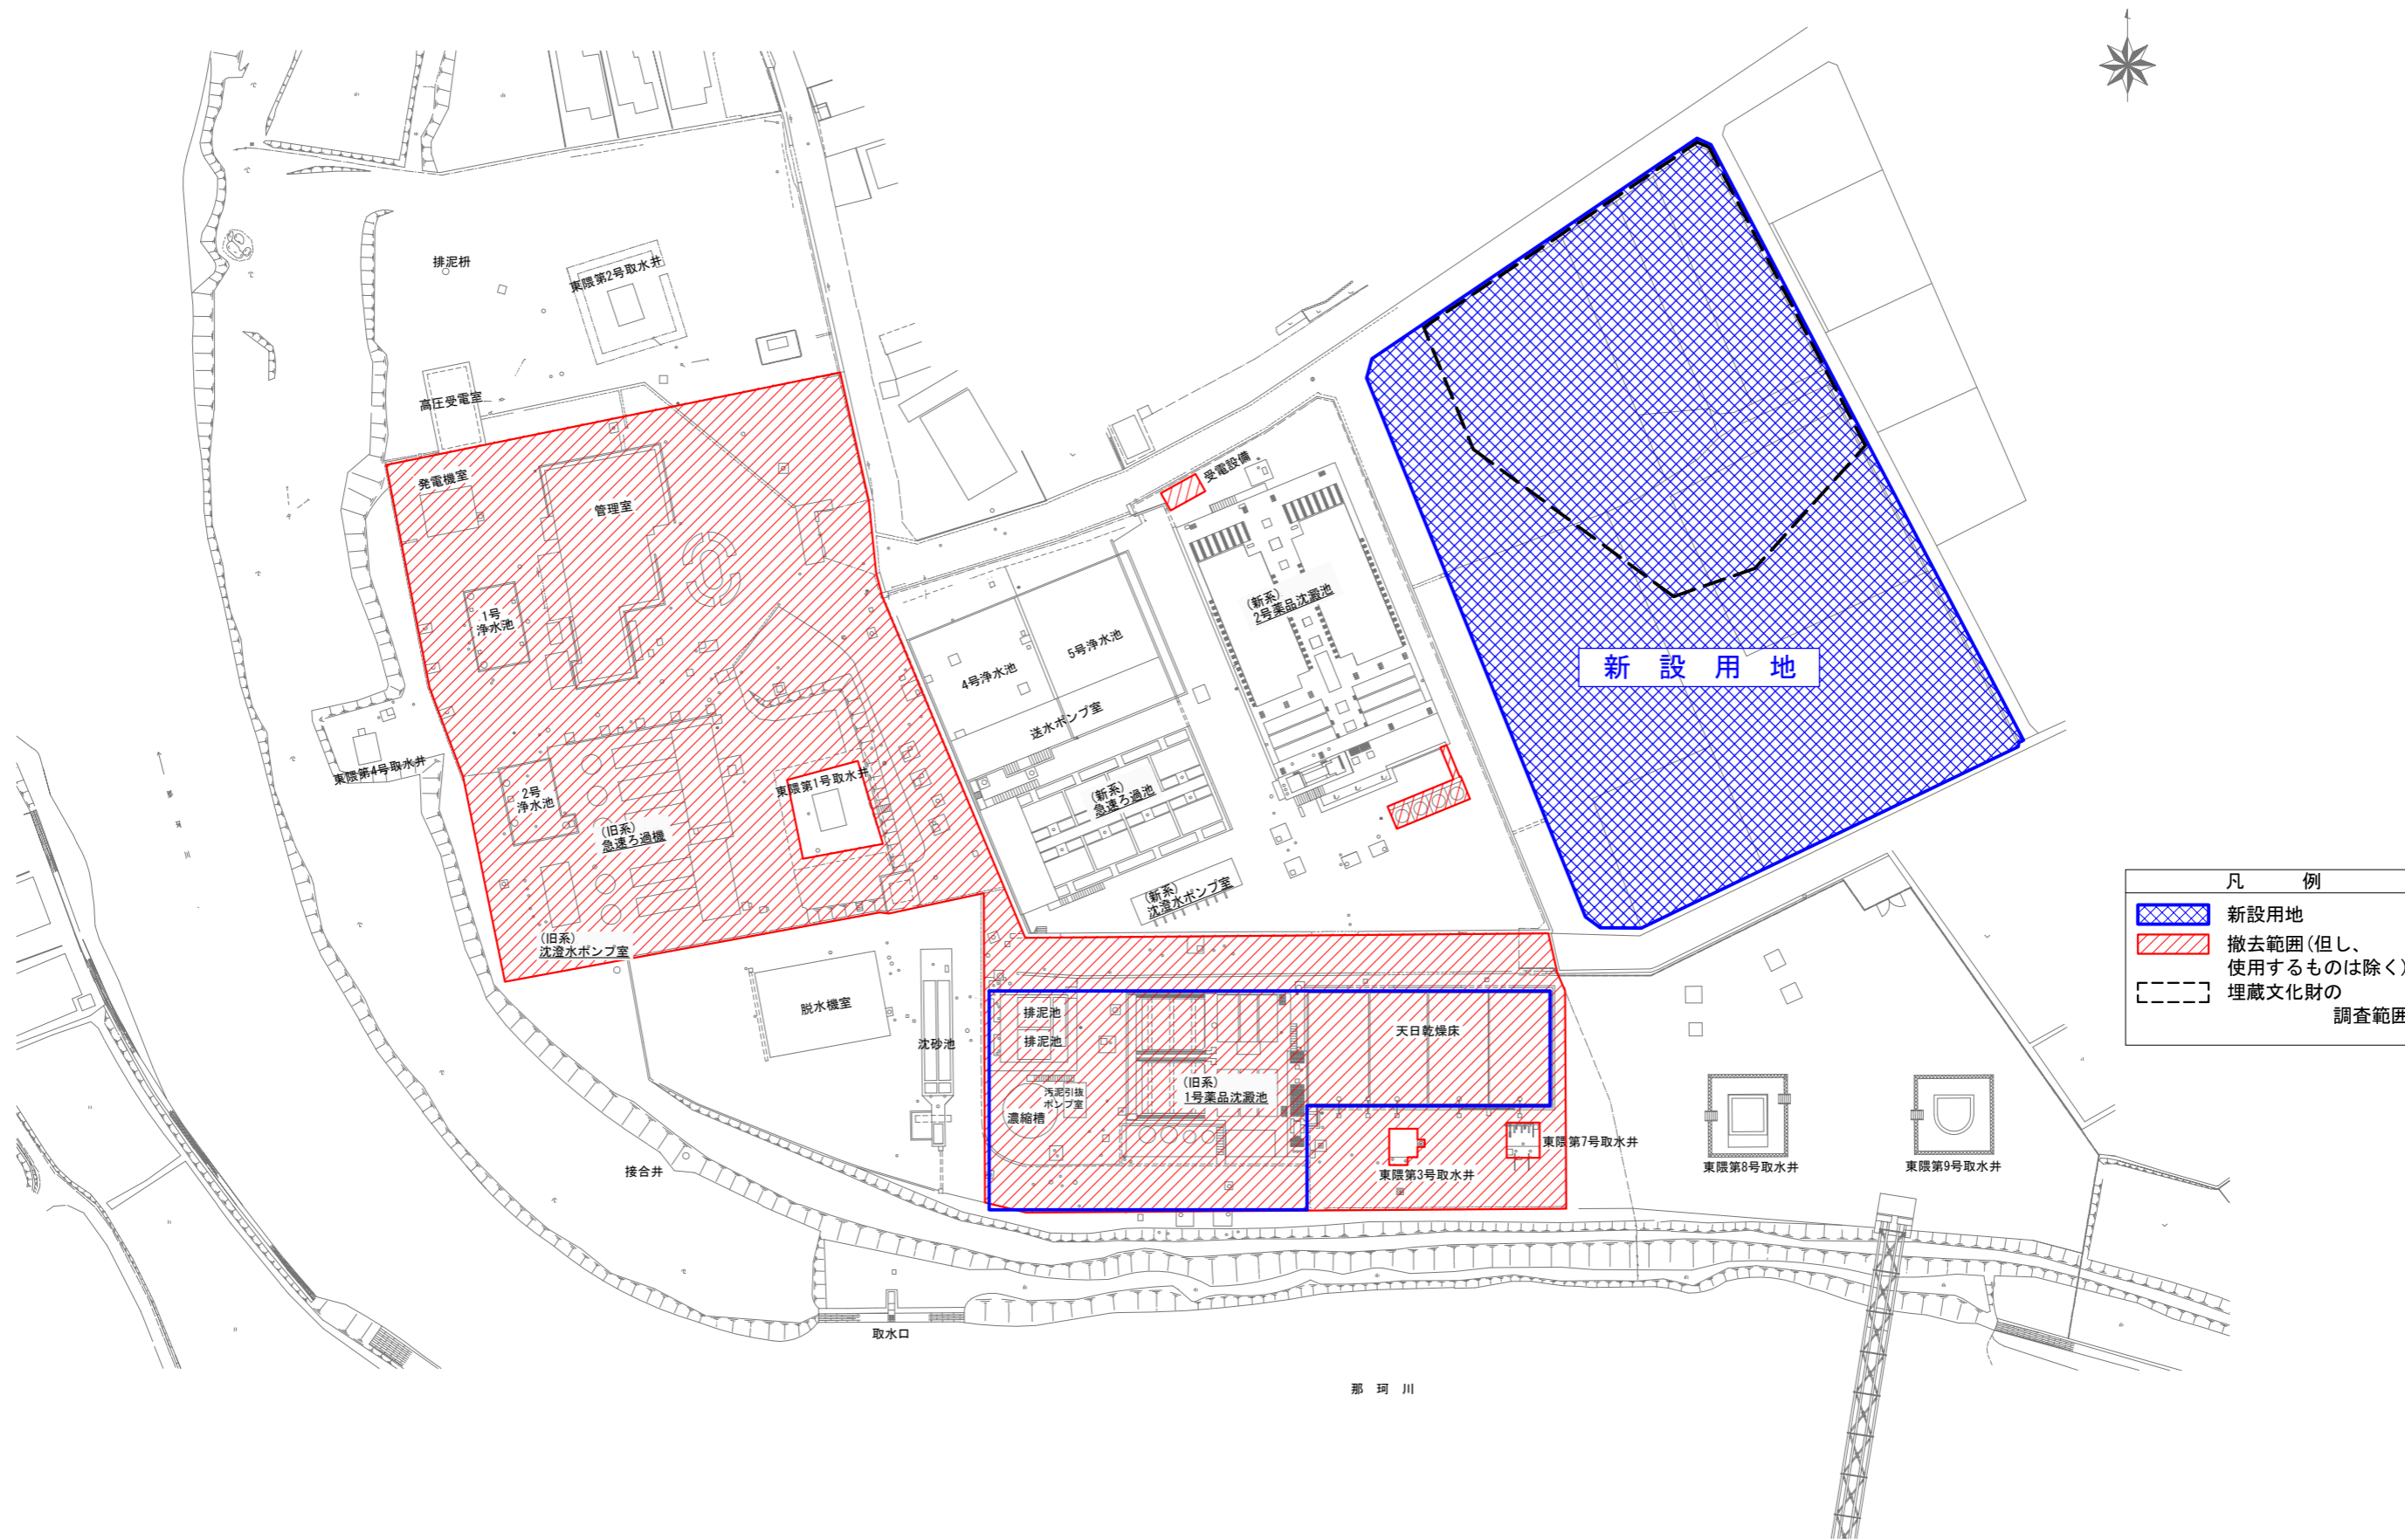 排泥枡
東隈第2号取水井
高圧受電室
発電機室
管理室
受電設備
1号
浄水池
(新系)
2号薬品沈澱池
5号浄水池
4号浄水池
送水ポンプ室
新設用地
東隈第4号取水井
東隈第1号取水井
2号
浄水池
(旧系)
急速ろ過機
(新系)
急速ろ過池
(新系)
沈澄水ポンプ室
(旧系)
沈澄水ポンプ室
脱水機室
沈砂池
排泥池
排泥池
天日乾燥床
汚泥引抜
ポンプ室
濃縮槽
(旧系)
1号薬品沈澱池
東隈第7号取水井
東隈第3号取水井
東隈第8号取水井
東隈第9号取水井
接合井
取水口
那珂川
凡例
新設用地
撤去範囲(但し、
使用するものは除く)
埋蔵文化財の
調査範囲